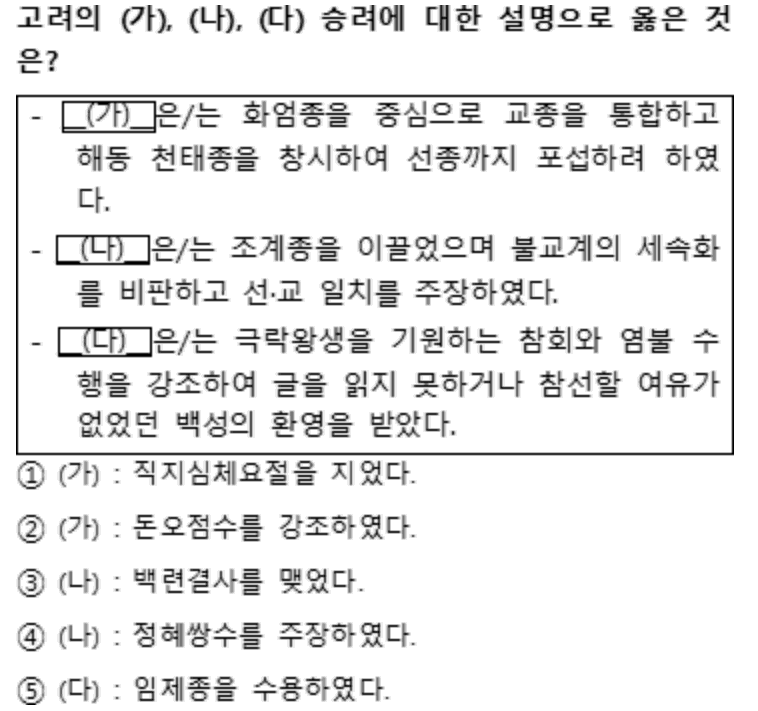 고려의 (가), (나), (다) 승려에 대한 설명으로 옳은 것
은?
- (가) 은/는 화엄종을 중심으로 교종을 통합하고
해동 천태종을 창시하여 선종까지 포섭하려 하였
다.
- (나) 은/는 조계종을 이끌었으며 불교계의 세속화
를 비판하고 선·교 일치를 주장하였다.
- (다) 은/는 극락왕생을 기원하는 참회와 염불 수
행을 강조하여 글을 읽지 못하거나 참선할 여유가
없었던 백성의 환영을 받았다.
① (가) : 직지심체요절을 지었다.
② (가) : 돈오점수를 강조하였다.
③ (나) : 백련결사를 맺었다.
④ (나) : 정혜쌍수를 주장하였다.
⑤ (다) : 임제종을 수용하였다.